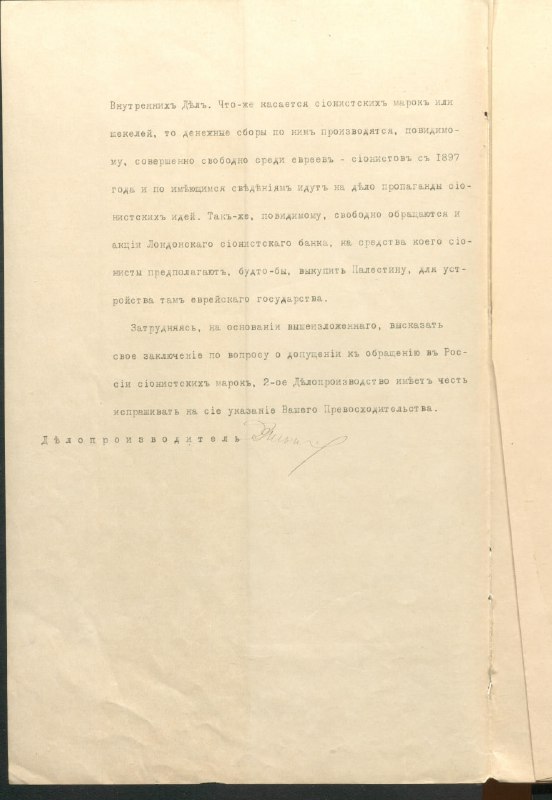 Внутреннихъ Дѣлъ. Что-же касается сіонистскихъ марокъ или
шекелей, то денежные сборы по нимъ производятся, повидимо-
му, совершенно свободно среди евреевъ - сіонистовъ съ 1897
года и по имѣющимся свѣдѣніямъ идутъ на дѣло пропаганды сіо-
нистскихъ идей. Такъ-же, повидимому, свободно обращаются и
акціи Лондонскаго сіонистскаго банка, на средства коего сіо-
нисты предполагаютъ, будто-бы, выкупить Палестину, для уст-
ройства тамъ еврейскаго государства.
Затрудняясь, на основаніи вышеизложеннаго, высказать
свое заключеніе по вопросу о допущеніи къ обращенію въ Рос-
сіи сіонистскихъ марокъ, 2-ое Дѣлопроизводство имѣетъ честь
испрашивать на сіе указаніе Вашего Превосходительства.
Дѣлопроизводитель